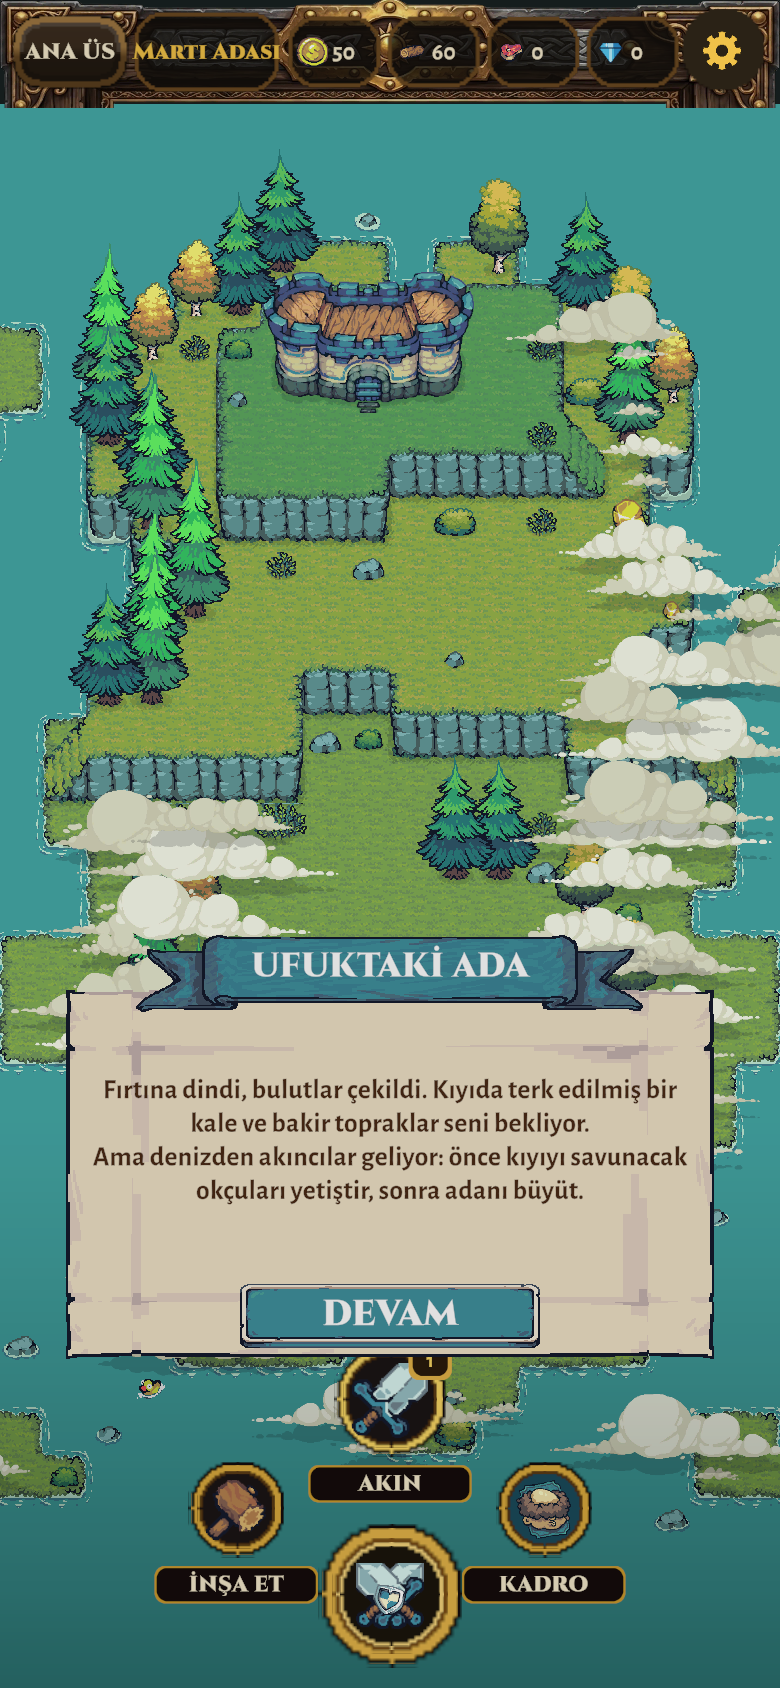 ANA ÜS MARTI ADASI 50 60 0 0
UFUKTAKİ ADA
Fırtına dindi, bulutlar çekildi. Kıyıda terk edilmiş bir
kale ve bakir topraklar seni bekliyor.
Ama denizden akıncılar geliyor: önce kıyıyı savunacak
okçuları yetiştir, sonra adanı büyüt.
DEVAM
1
AKIN
İNŞA ET
KADRO